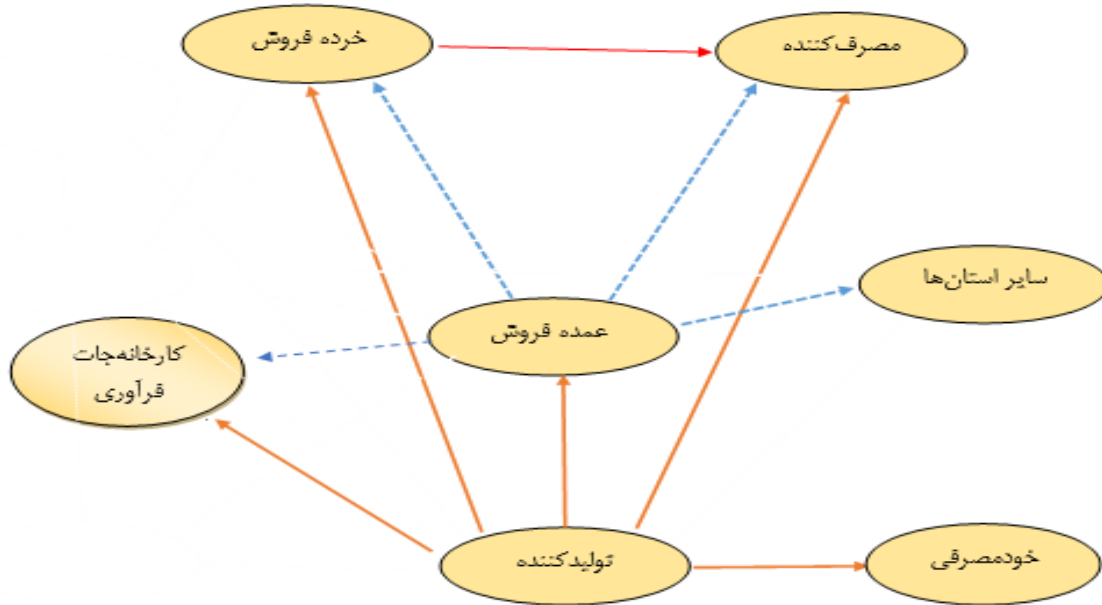 خرده فروش
مصرف‌کننده
سایر استان‌ها
عمده فروش
کارخانه‌جات
فرآوری
تولیدکننده
خودمصرفی